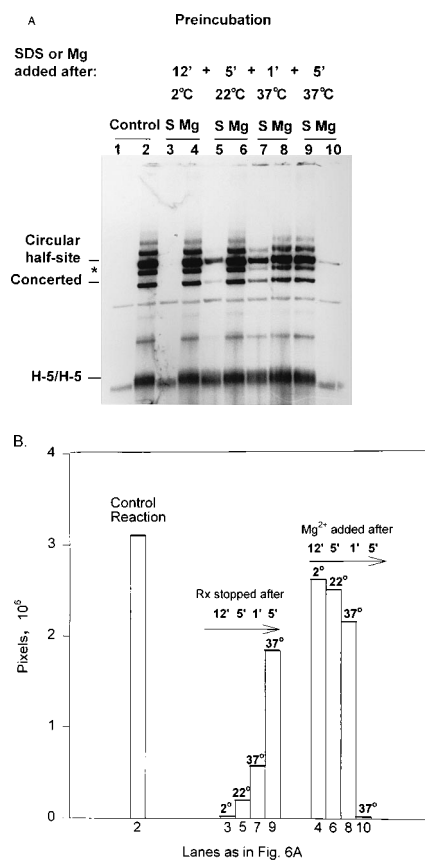 A Preincubation
SDS or Mg
added after: 12' + 5' + 1' + 5'
2°C 22°C 37°C 37°C
Control S Mg S Mg S Mg S Mg
1 2 3 4 5 6 7 8 9 10
Circular
half-site
*
Concerted
H-5/H-5
B.
Control
Reaction
Mg2+ added after
12' 5' 1' 5'
2° 22° 37° 37°
Rx stopped after
12' 5' 1' 5'
2° 22° 37° 37°
Pixels, 10⁶
4
3
2
1
0
2 3 5 7 9 4 6 8 10
Lanes as in Fig. 6A